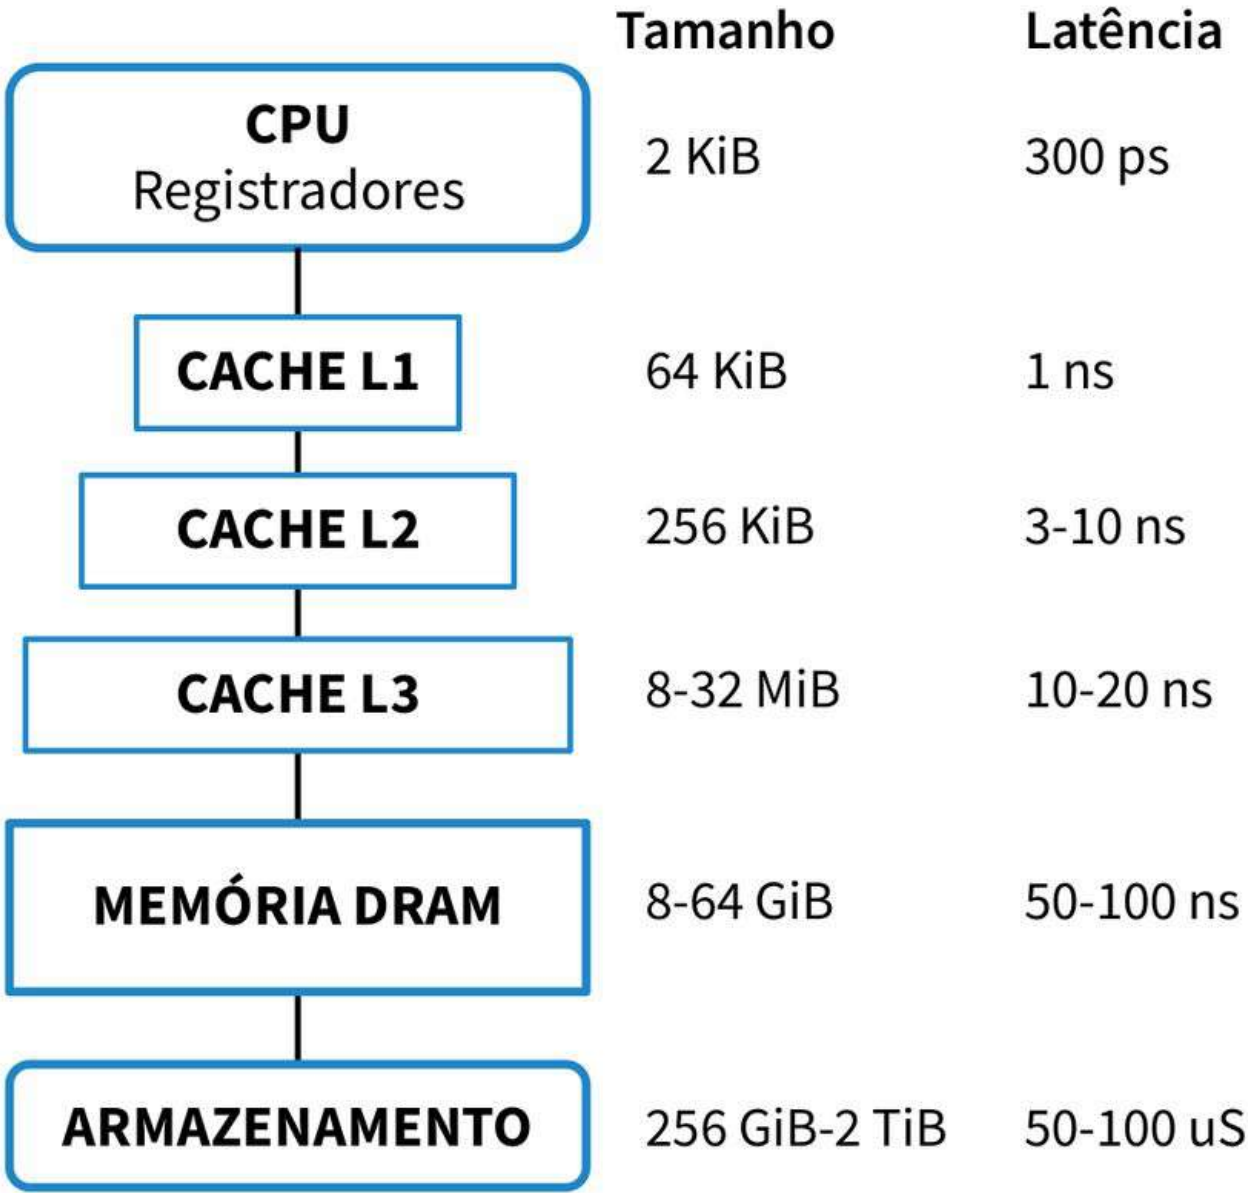 Tamanho Latência
CPU
Registradores 2 KiB 300 ps
CACHE L1 64 KiB 1 ns
CACHE L2 256 KiB 3-10 ns
CACHE L3 8-32 MiB 10-20 ns
MEMÓRIA DRAM 8-64 GiB 50-100 ns
ARMAZENAMENTO 256 GiB-2 TiB 50-100 uS